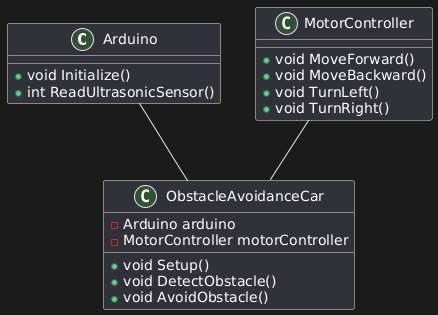 C Arduino
void Initialize()
int ReadUltrasonicSensor()
C MotorController
void MoveForward()
void MoveBackward()
void TurnLeft()
void TurnRight()
C ObstacleAvoidanceCar
Arduino arduino
MotorController motorController
void Setup()
void DetectObstacle()
void AvoidObstacle()